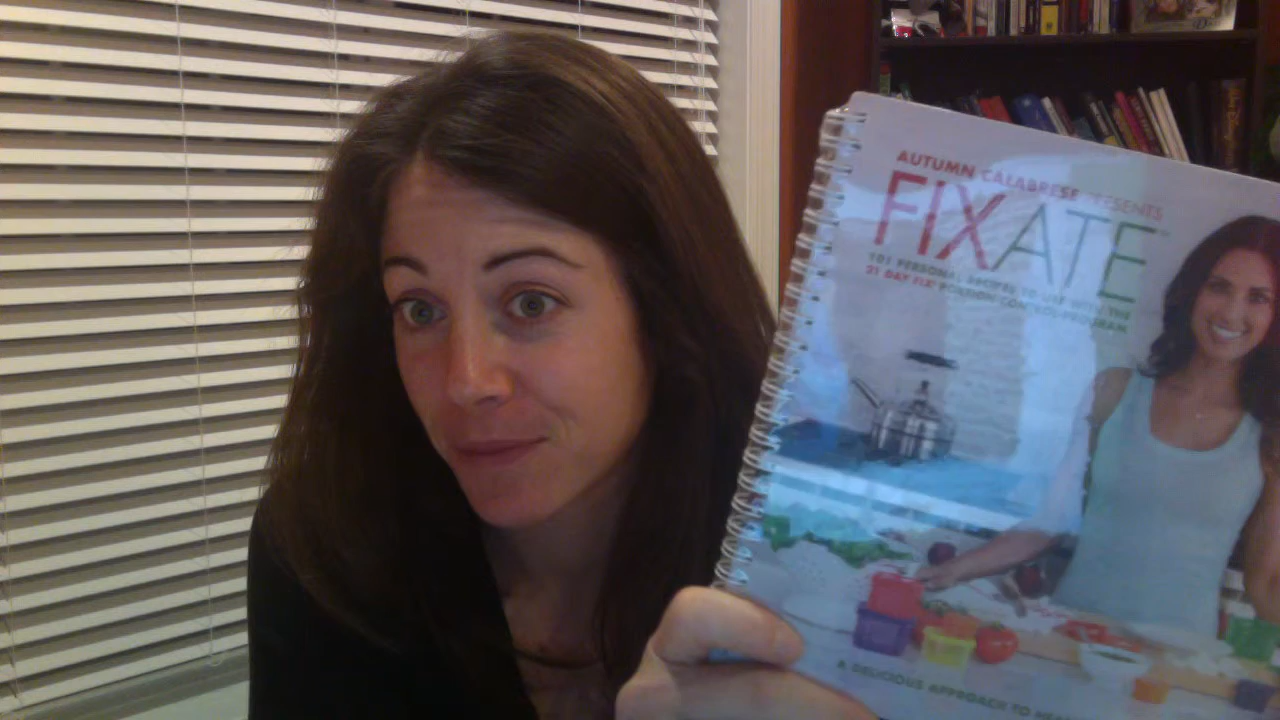 AUTUMN CALABRESE PRESENTS
FIXATE™
101 PERSONAL RECIPES TO USE WITH THE
21 DAY FIX® PORTION-CONTROL PROGRAM
A DELICIOUS APPROACH TO